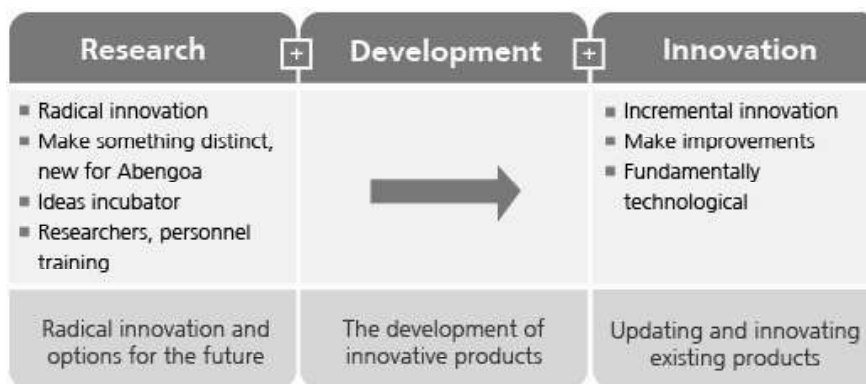 Research + Development + Innovation
▪ Radical innovation
▪ Make something distinct,
new for Abengoa
▪ Ideas incubator
▪ Researchers, personnel
training
▪ Incremental innovation
▪ Make improvements
▪ Fundamentally
technological
Radical innovation and
options for the future
The development of
innovative products
Updating and innovating
existing products